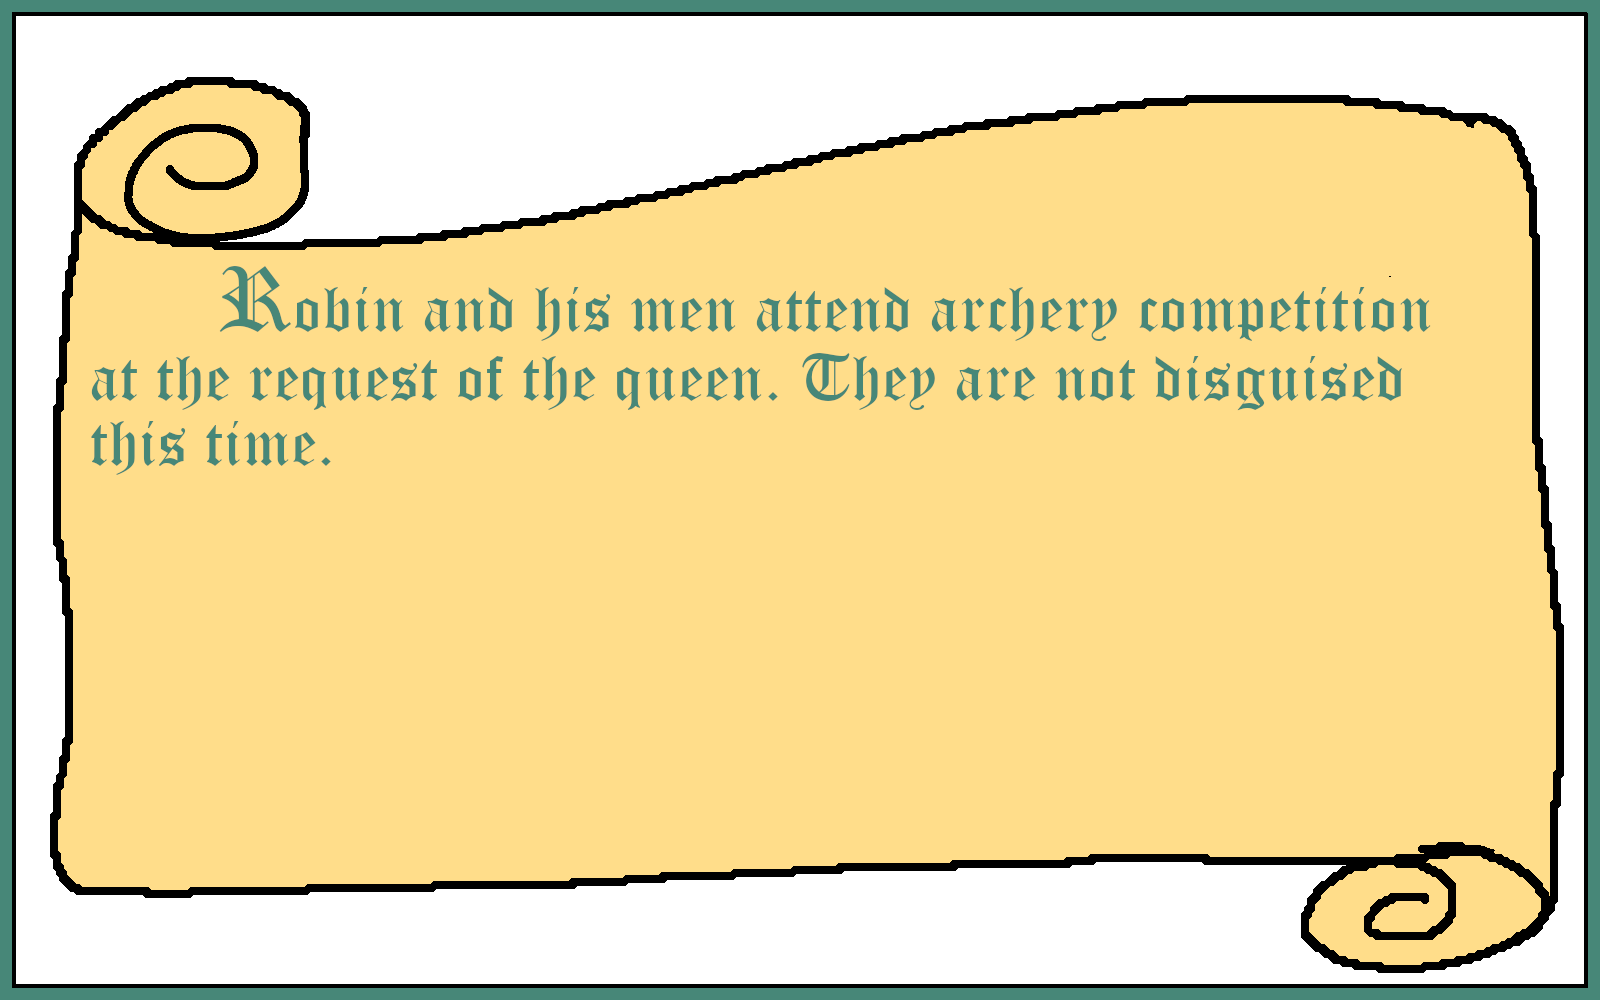 Robin and his men attend archery competition
at the request of the queen. They are not disguised
this time.